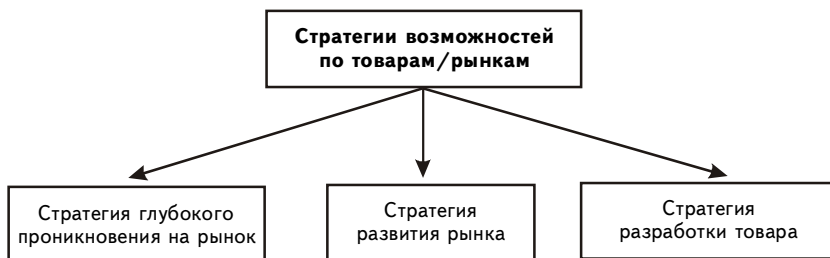 Стратегии возможностей
по товарам/рынкам
Стратегия глубокого
проникновения на рынок
Стратегия
развития рынка
Стратегия
разработки товара